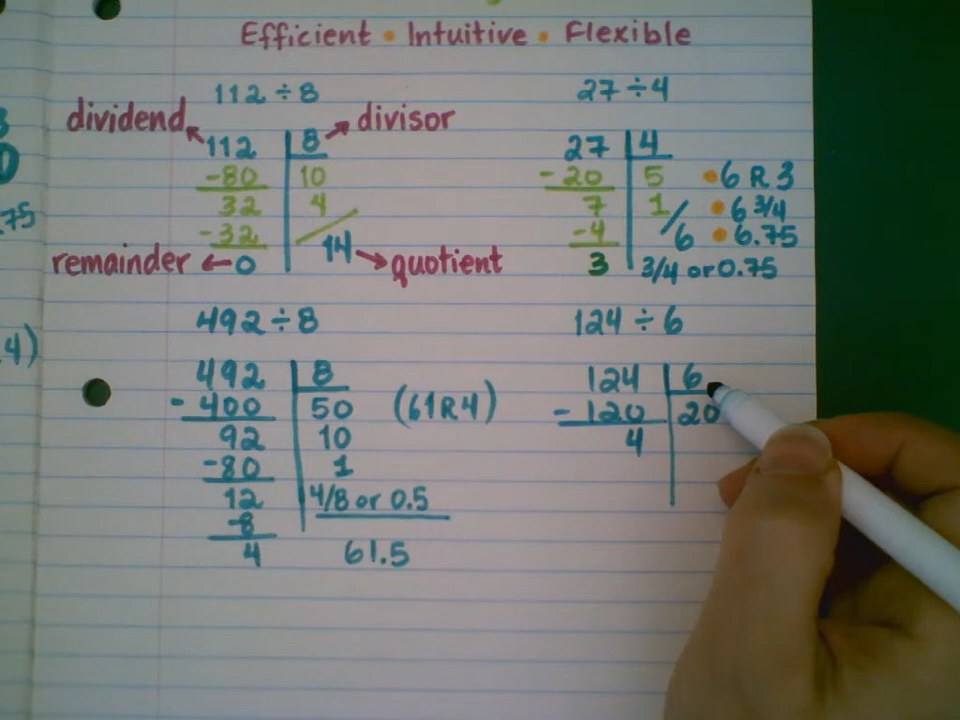 Efficient • Intuitive • Flexible
112 ÷ 8
dividend
divisor
112 8
-80 10
32 4
-32
14
remainder
0
quotient
27 ÷ 4
27 4
-20 5
7 1
-4
6
3
3/4 or 0.75
• 6 R 3
• 6 3/4
• 6.75
492 ÷ 8
492 8
- 400 50
92 10
-80 1
12 4/8 or 0.5
-8
4 61.5
(61R4)
124 ÷ 6
124 6
- 120 20
4
.75
4)